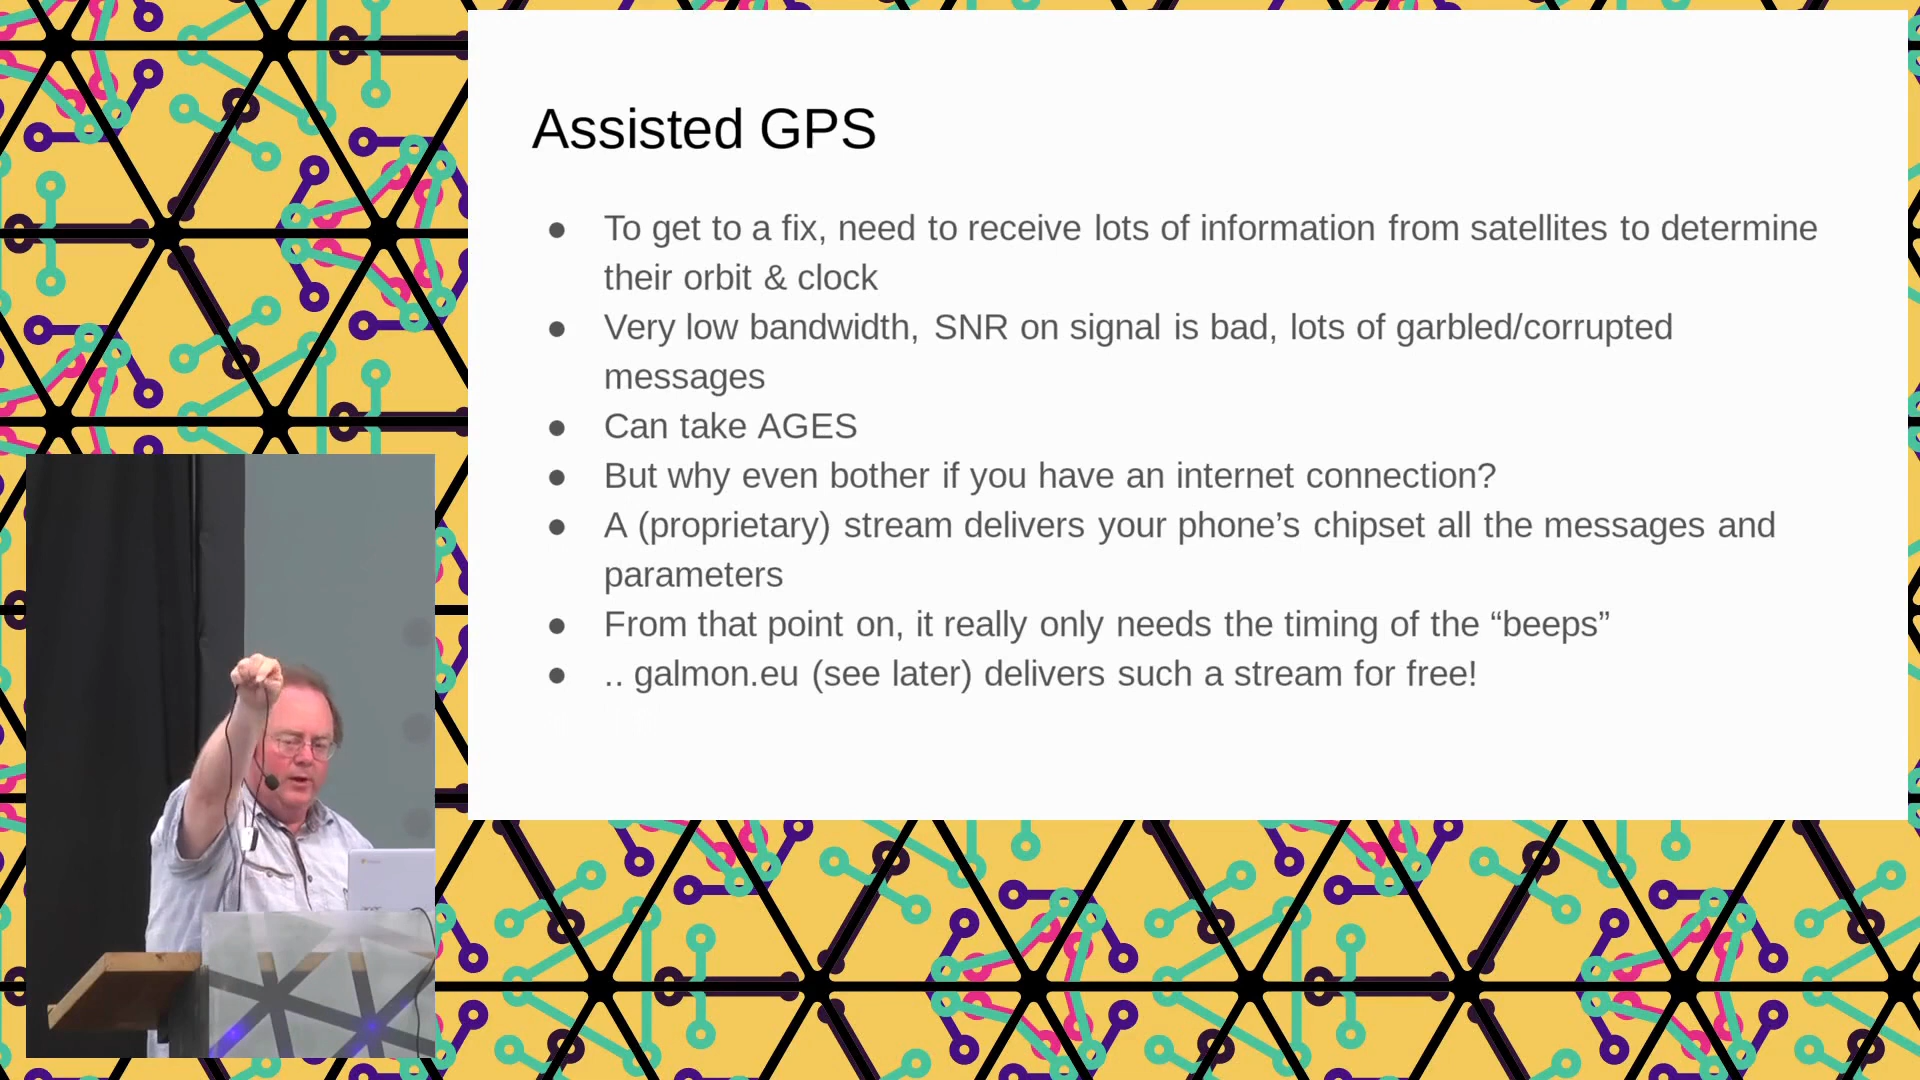 Assisted GPS
● To get to a fix, need to receive lots of information from satellites to determine
their orbit & clock
● Very low bandwidth, SNR on signal is bad, lots of garbled/corrupted
messages
● Can take AGES
● But why even bother if you have an internet connection?
● A (proprietary) stream delivers your phone’s chipset all the messages and
parameters
● From that point on, it really only needs the timing of the “beeps”
● .. galmon.eu (see later) delivers such a stream for free!